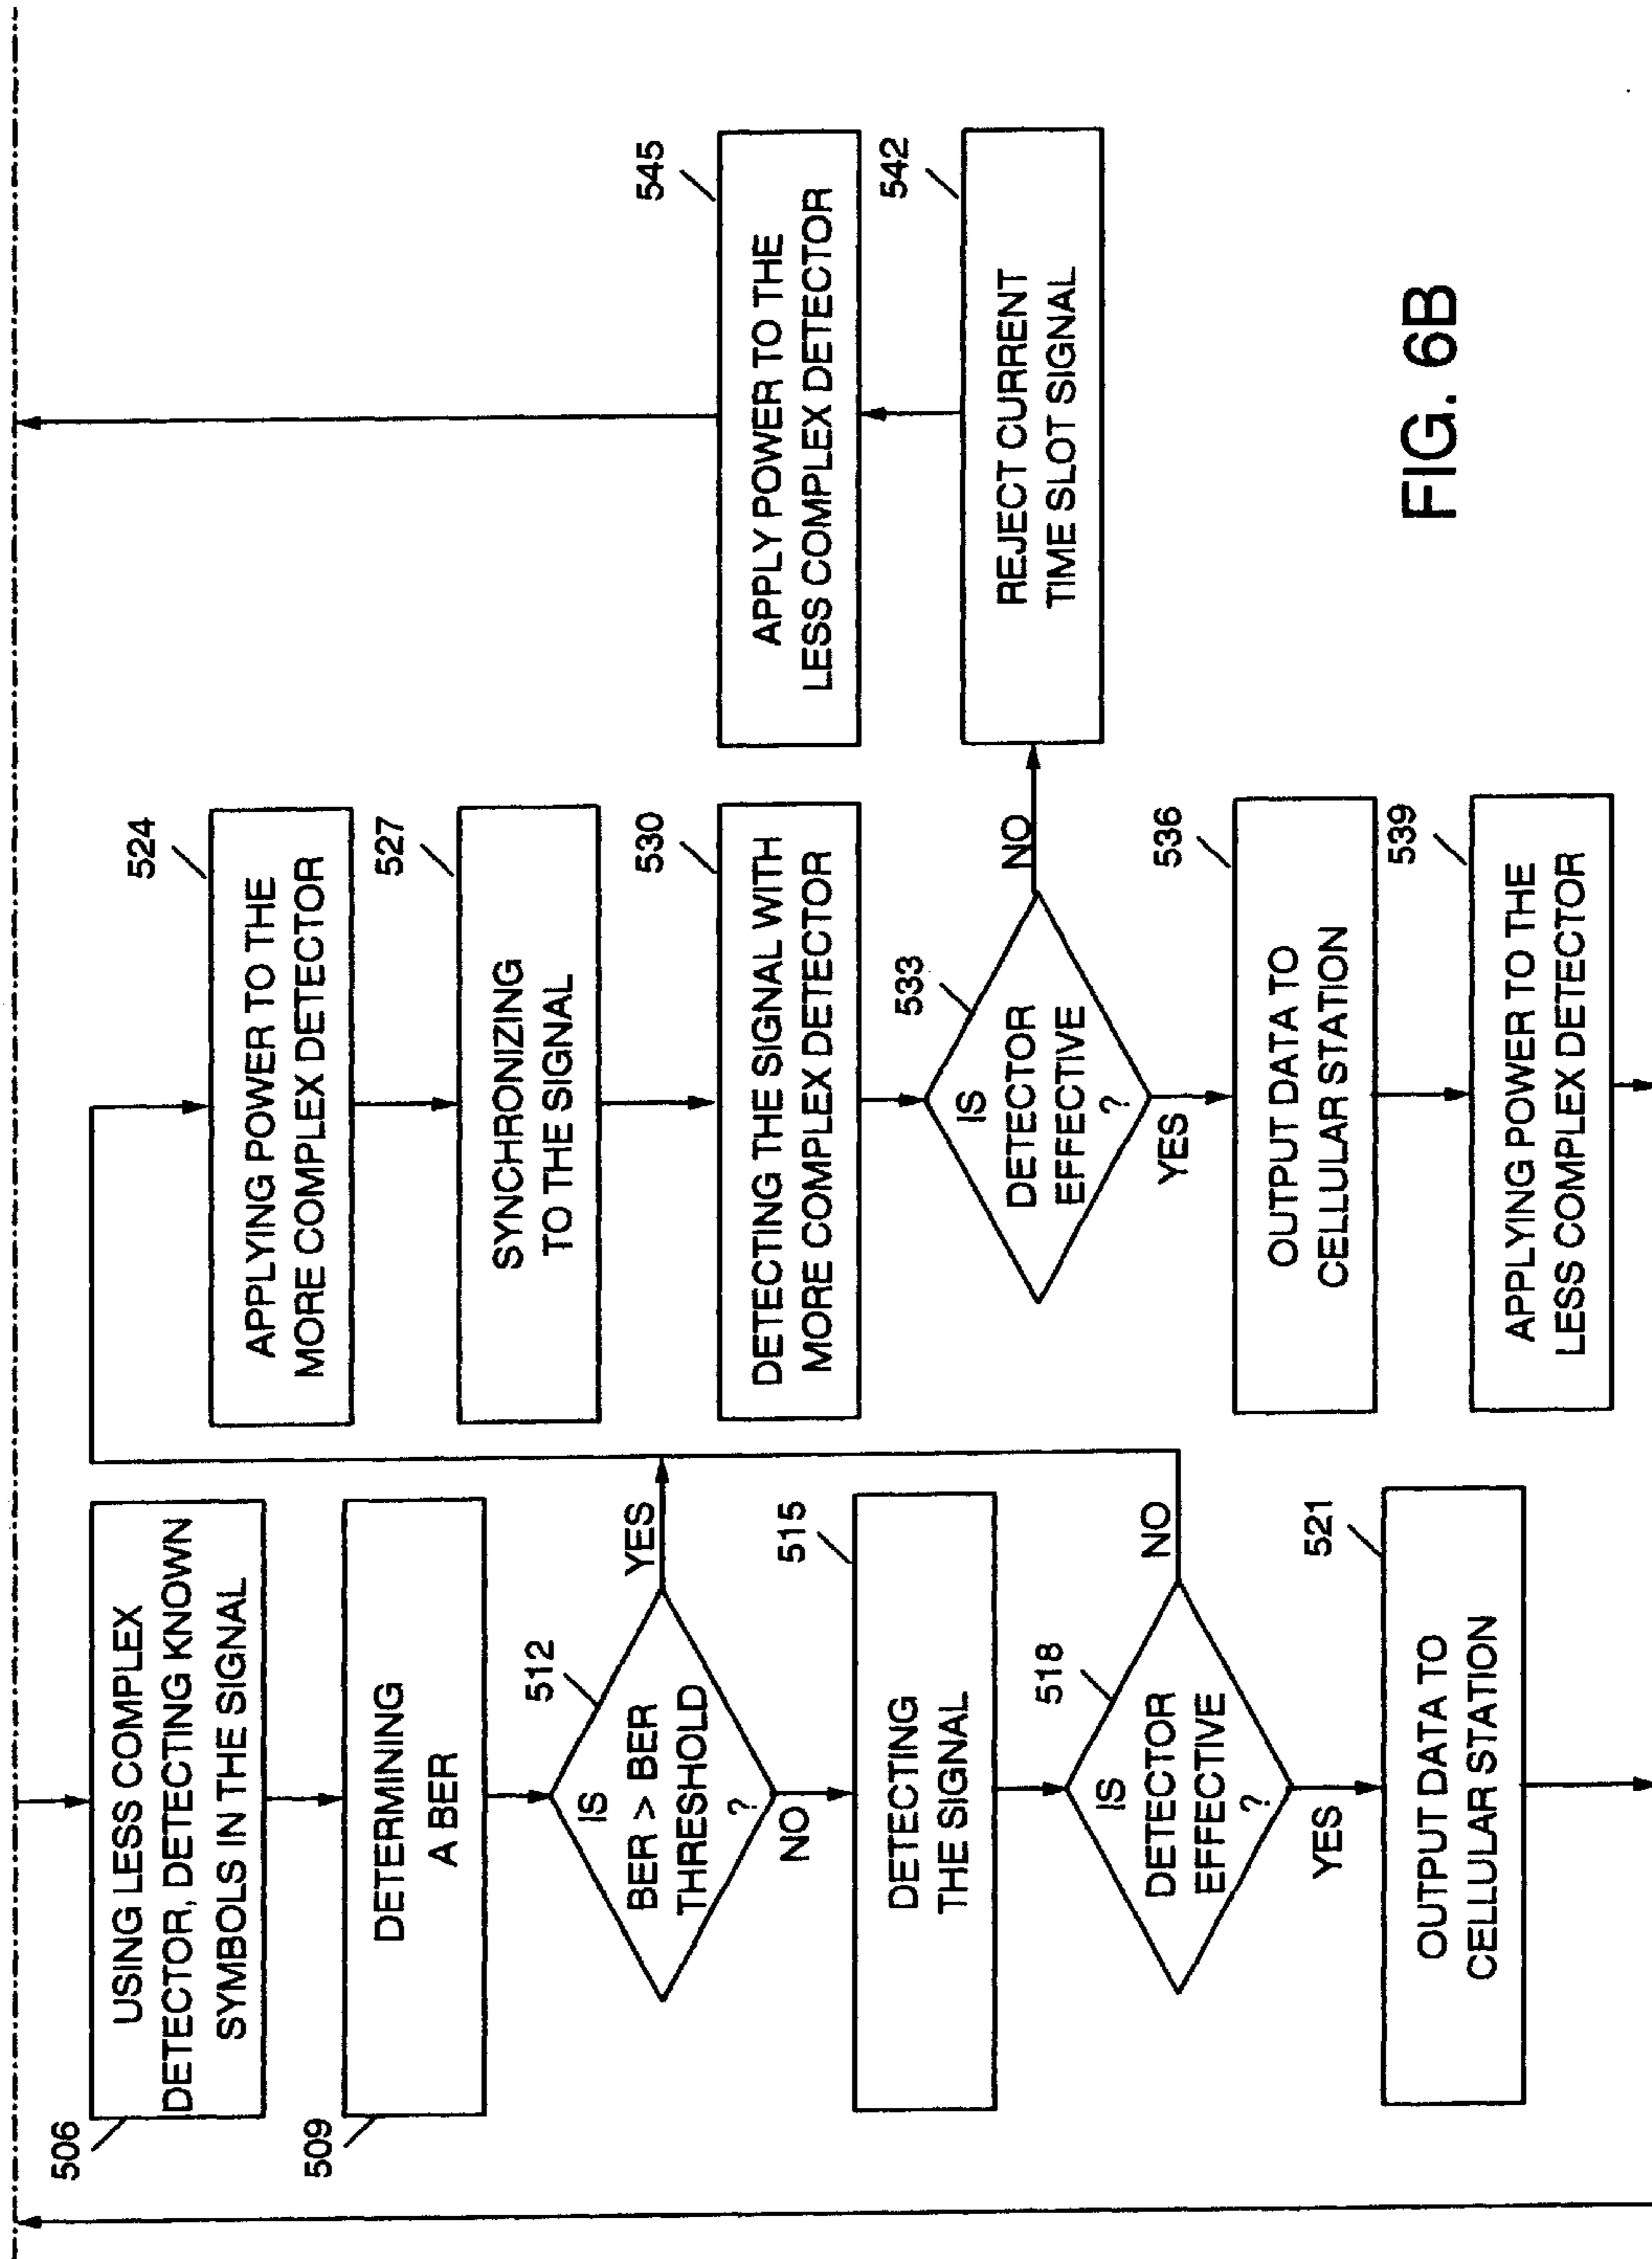 506
USING LESS COMPLEX
DETECTOR, DETECTING KNOWN
SYMBOLS IN THE SIGNAL
509
DETERMINING
A BER
512
IS
BER > BER
THRESHOLD
?
YES
NO
515
DETECTING
THE SIGNAL
518
IS
DETECTOR
EFFECTIVE
?
NO
YES
521
OUTPUT DATA TO
CELLULAR STATION
524
APPLYING POWER TO THE
MORE COMPLEX DETECTOR
527
SYNCHRONIZING
TO THE SIGNAL
530
DETECTING THE SIGNAL WITH
MORE COMPLEX DETECTOR
533
IS
DETECTOR
EFFECTIVE
?
NO
YES
536
OUTPUT DATA TO
CELLULAR STATION
539
APPLYING POWER TO THE
LESS COMPLEX DETECTOR
545
APPLY POWER TO THE
LESS COMPLEX DETECTOR
542
REJECT CURRENT
TIME SLOT SIGNAL
FIG. 6B